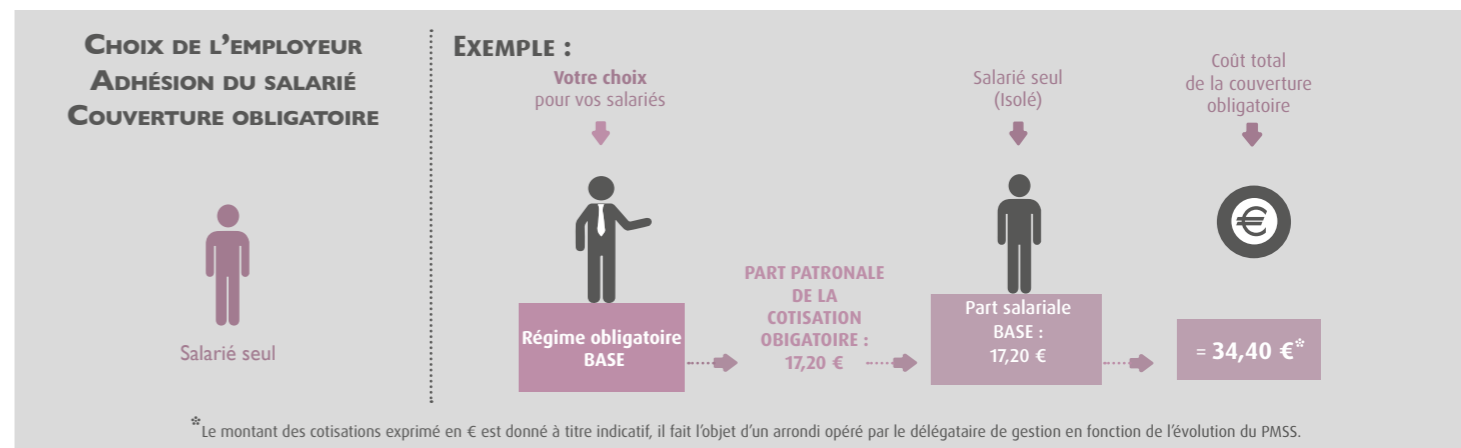 CHOIX DE L'EMPLOYEUR
ADHÉSION DU SALARIÉ
COUVERTURE OBLIGATOIRE
Salarié seul
EXEMPLE :
Votre choix
pour vos salariés
Régime obligatoire
BASE
PART PATRONALE
DE LA
COTISATION
OBIGATOIRE :
17,20 €
Salarié seul
(Isolé)
Part salariale
BASE :
17,20 €
Coût total
de la couverture
obligatoire
€
= 34,40 €*
*Le montant des cotisations exprimé en € est donné à titre indicatif, il fait l'objet d'un arrondi opéré par le délégataire de gestion en fonction de l'évolution du PMSS.